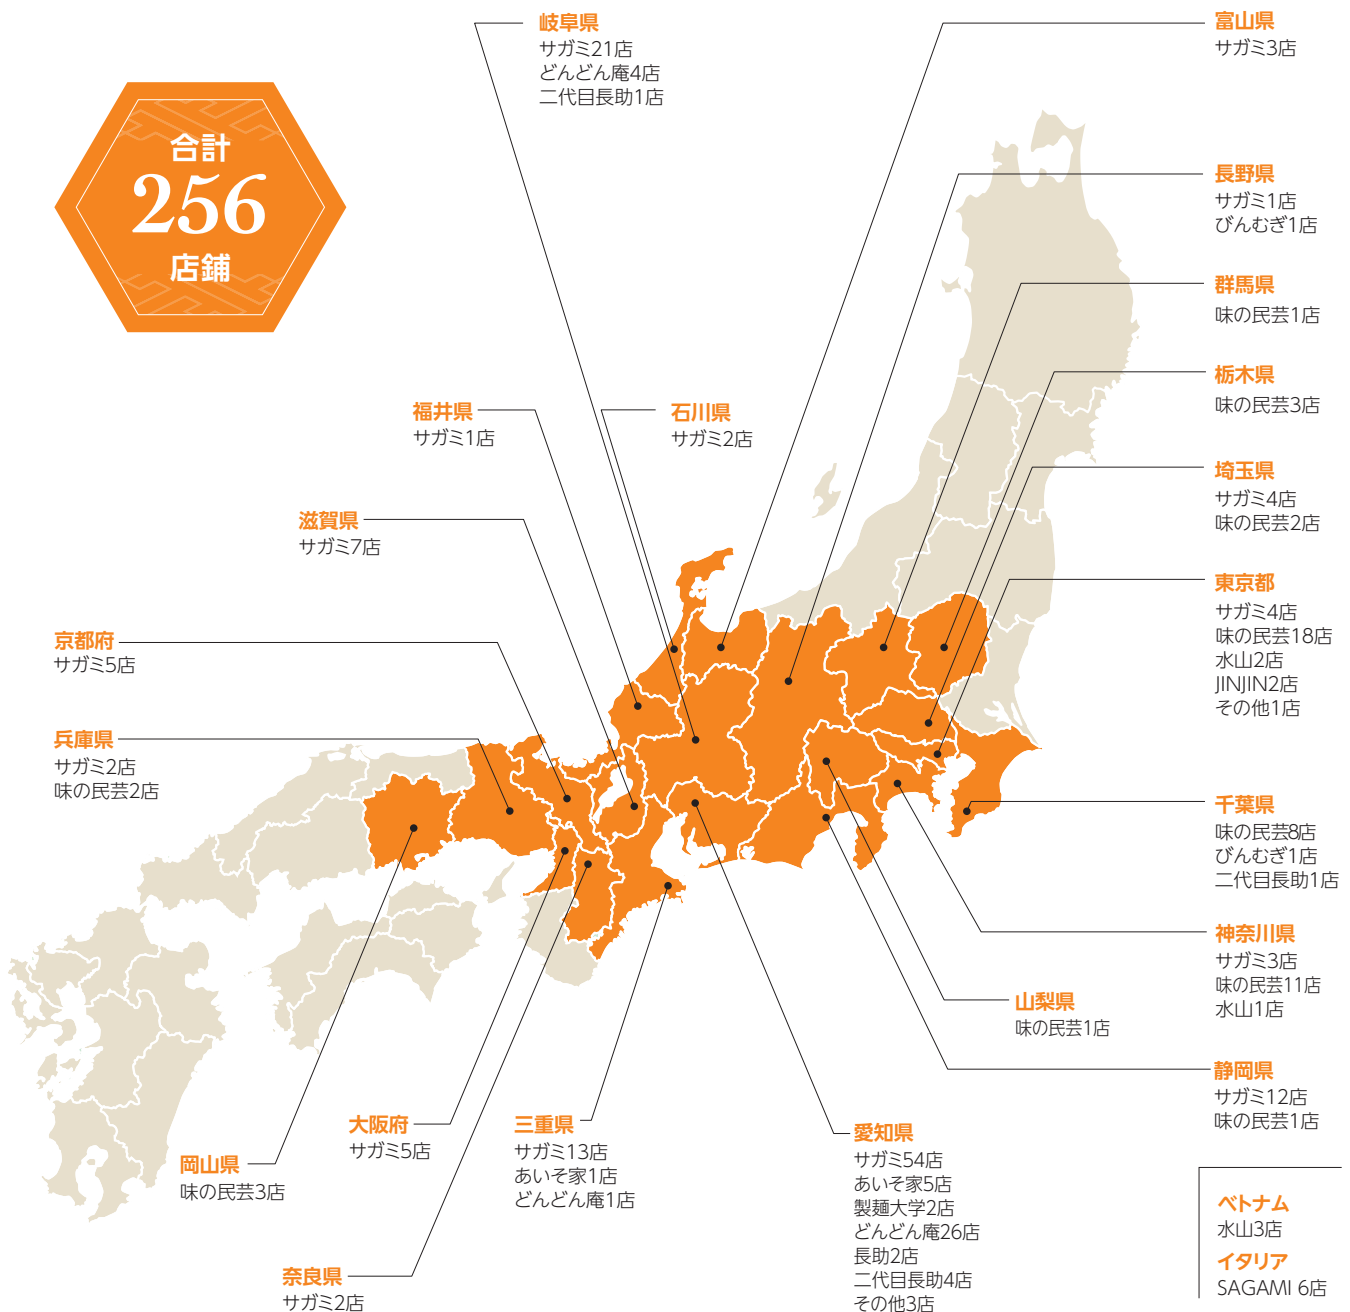 合計
256
店舗
岐阜県
サガミ21店
どんどん庵4店
二代目長助1店
富山県
サガミ3店
長野県
サガミ1店
びんむぎ1店
群馬県
味の民芸1店
栃木県
味の民芸3店
福井県
サガミ1店
石川県
サガミ2店
埼玉県
サガミ4店
味の民芸2店
滋賀県
サガミ7店
東京都
サガミ4店
味の民芸18店
水山2店
JINJIN2店
その他1店
京都府
サガミ5店
兵庫県
サガミ2店
味の民芸2店
千葉県
味の民芸8店
びんむぎ1店
二代目長助1店
神奈川県
サガミ3店
味の民芸11店
水山1店
山梨県
味の民芸1店
静岡県
サガミ12店
味の民芸1店
大阪府
サガミ5店
三重県
サガミ13店
あいそ家1店
どんどん庵1店
愛知県
サガミ54店
あいそ家5店
製麺大学2店
どんどん庵26店
長助2店
二代目長助4店
その他3店
岡山県
味の民芸3店
奈良県
サガミ2店
ベトナム
水山3店
イタリア
SAGAMI 6店